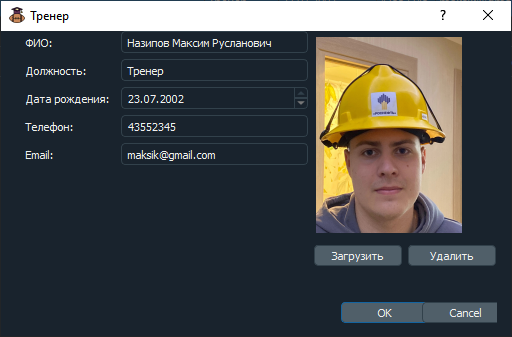 Тренер
ФИО: Назипов Максим Русланович
Должность: Тренер
Дата рождения: 23.07.2002
Телефон: 43552345
Email: maksik@gmail.com
Загрузить Удалить
OK Cancel